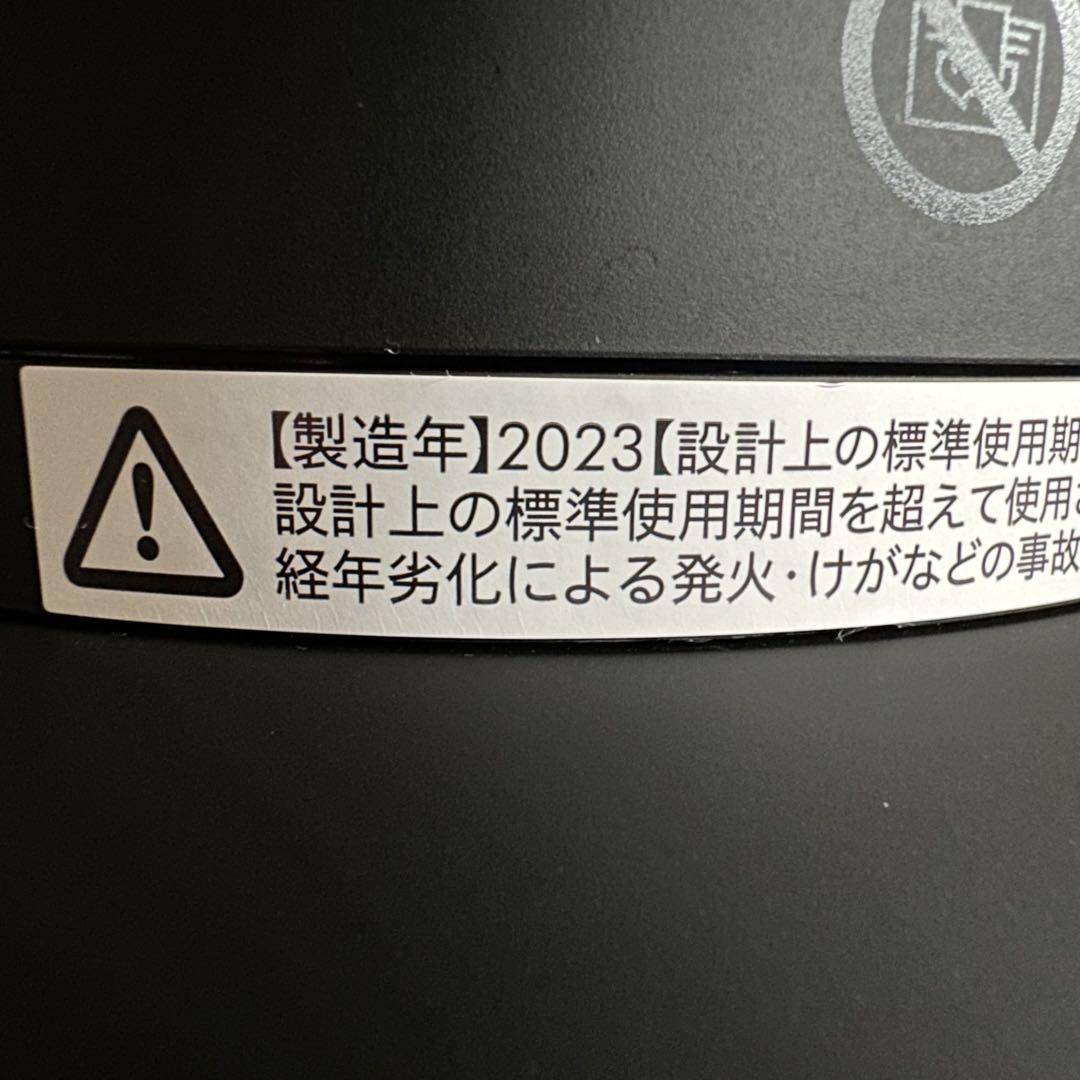 【製造年】2023【設計上の標準使用期
設計上の標準使用期間を超えて使用さ
経年劣化による発火・けがなどの事故